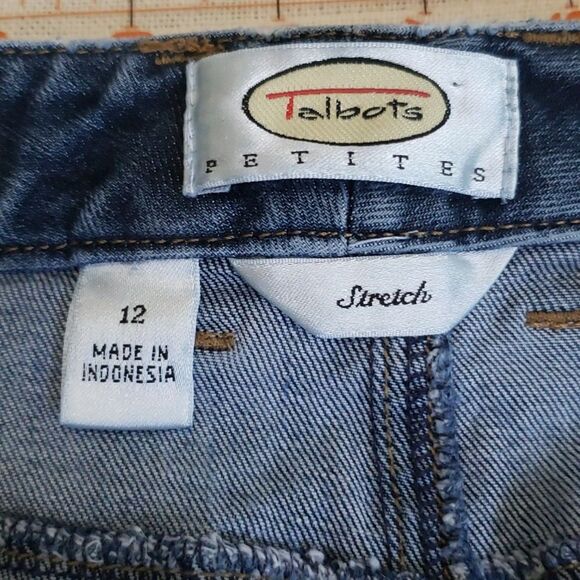 Talbots
PETITES
Stretch
12
MADE IN
INDONESIA